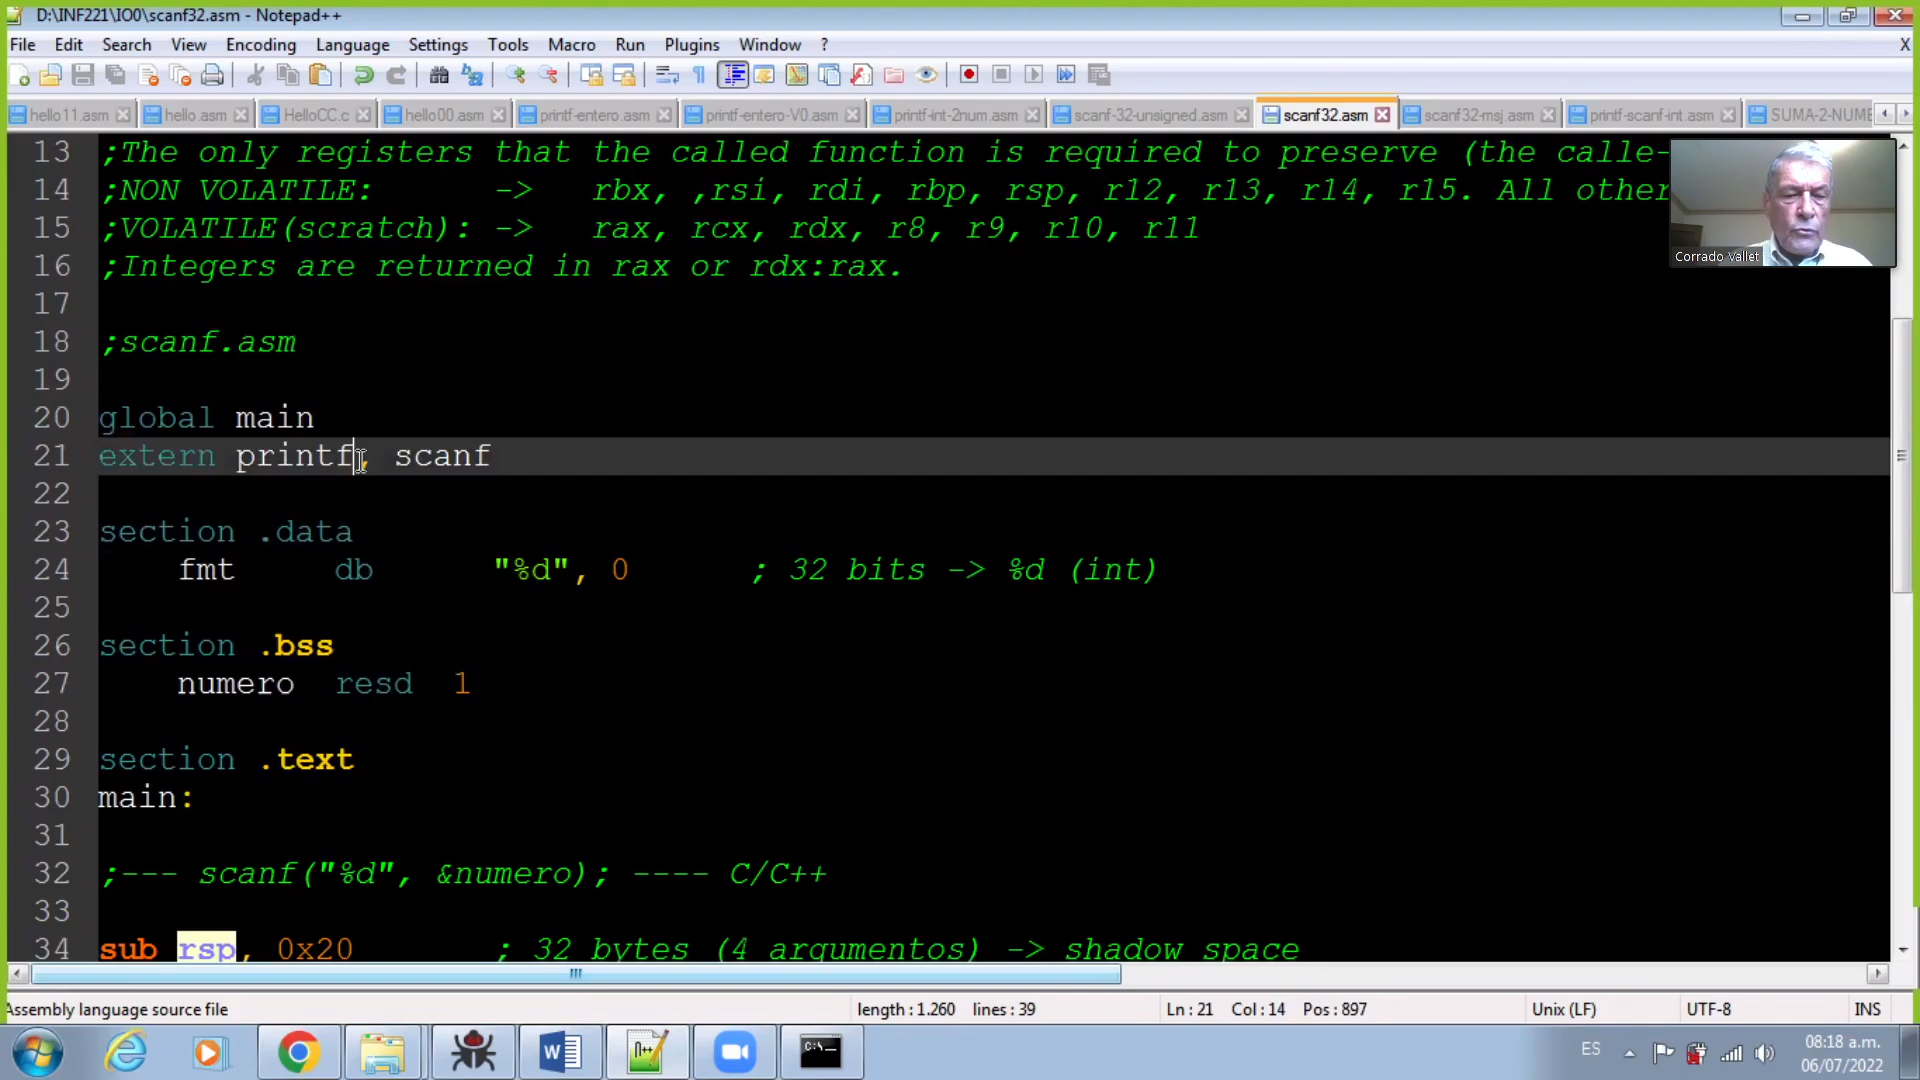 D:\INF221\IO0\scanf32.asm - Notepad++
File Edit Search View Encoding Language Settings Tools Macro Run Plugins Window ? X
hello11.asm hello.asm HelloCC.c hello00.asm printf-entero.asm printf-entero-V0.asm printf-int-2num.asm scanf-32-unsigned.asm scanf32.asm scanf32-msj.asm printf-scanf-int.asm SUMA-2-NUME
13 ;The only registers that the called function is required to preserve (the calle-
14 ;NON VOLATILE: -> rbx, ,rsi, rdi, rbp, rsp, r12, r13, r14, r15. All other
15 ;VOLATILE(scratch): -> rax, rcx, rdx, r8, r9, r10, r11
16 ;Integers are returned in rax or rdx:rax.
Corrado Vallet
17
18 ;scanf.asm
19
20 global main
21 extern printf, scanf
22
23 section .data
24 fmt db "%d", 0 ; 32 bits -> %d (int)
25
26 section .bss
27 numero resd 1
28
29 section .text
30 main:
31
32 ;--- scanf("%d", &numero); ---- C/C++
33
34 sub rsp, 0x20 ; 32 bytes (4 argumentos) -> shadow space
Assembly language source file length : 1.260 lines : 39 Ln : 21 Col : 14 Pos : 897 Unix (LF) UTF-8 INS
ES 08:18 a.m.
06/07/2022